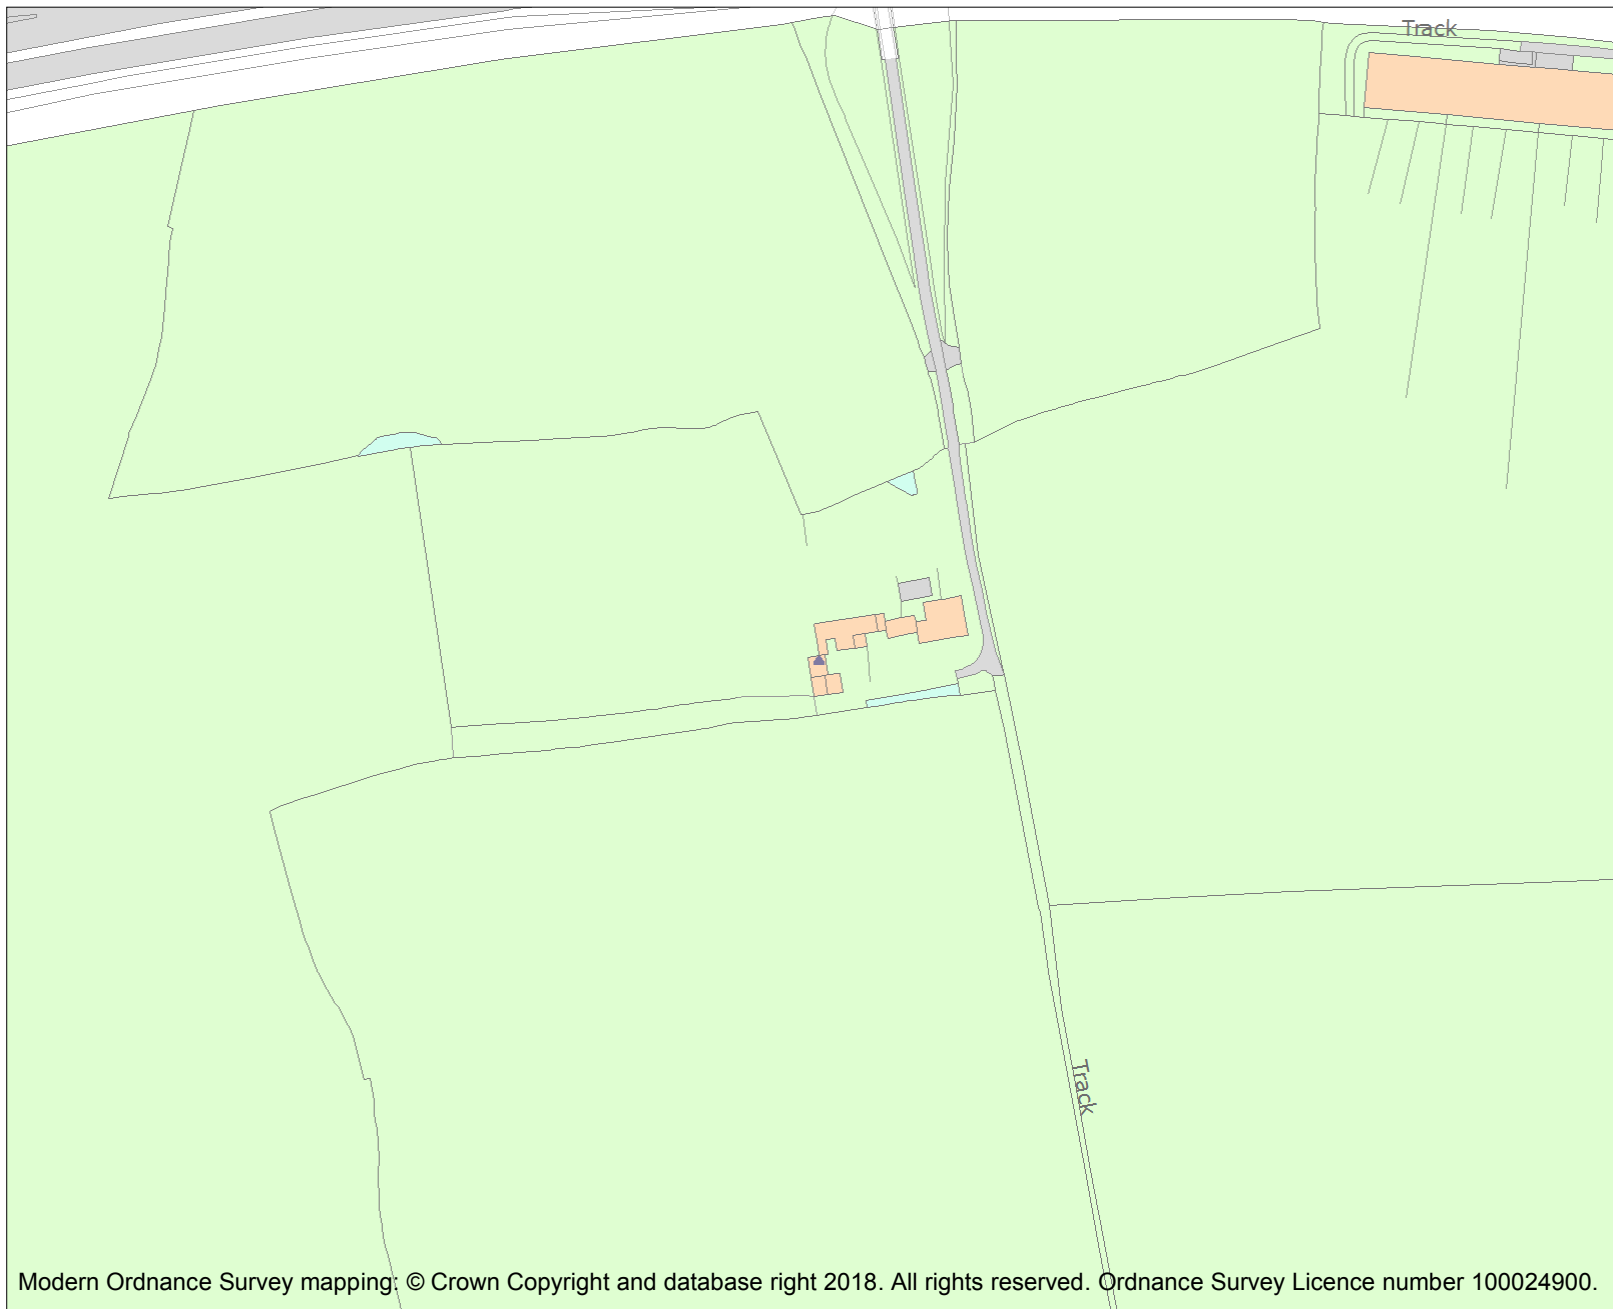 Track
Track
Modern Ordnance Survey mapping: © Crown Copyright and database right 2018. All rights reserved. Ordnance Survey Licence number 100024900.